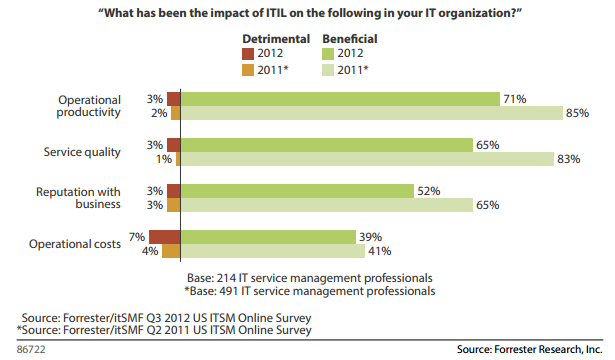 “What has been the impact of ITIL on the following in your IT organization?”
Detrimental Beneficial
2012 2012
2011* 2011*
Operational productivity 3% 71%
2% 85%
Service quality 3% 65%
1% 83%
Reputation with business 3% 52%
3% 65%
Operational costs 7% 39%
4% 41%
Base: 214 IT service management professionals
*Base: 491 IT service management professionals
Source: Forrester/itSMF Q3 2012 US ITSM Online Survey
*Source: Forrester/itSMF Q2 2011 US ITSM Online Survey
86722 Source: Forrester Research, Inc.